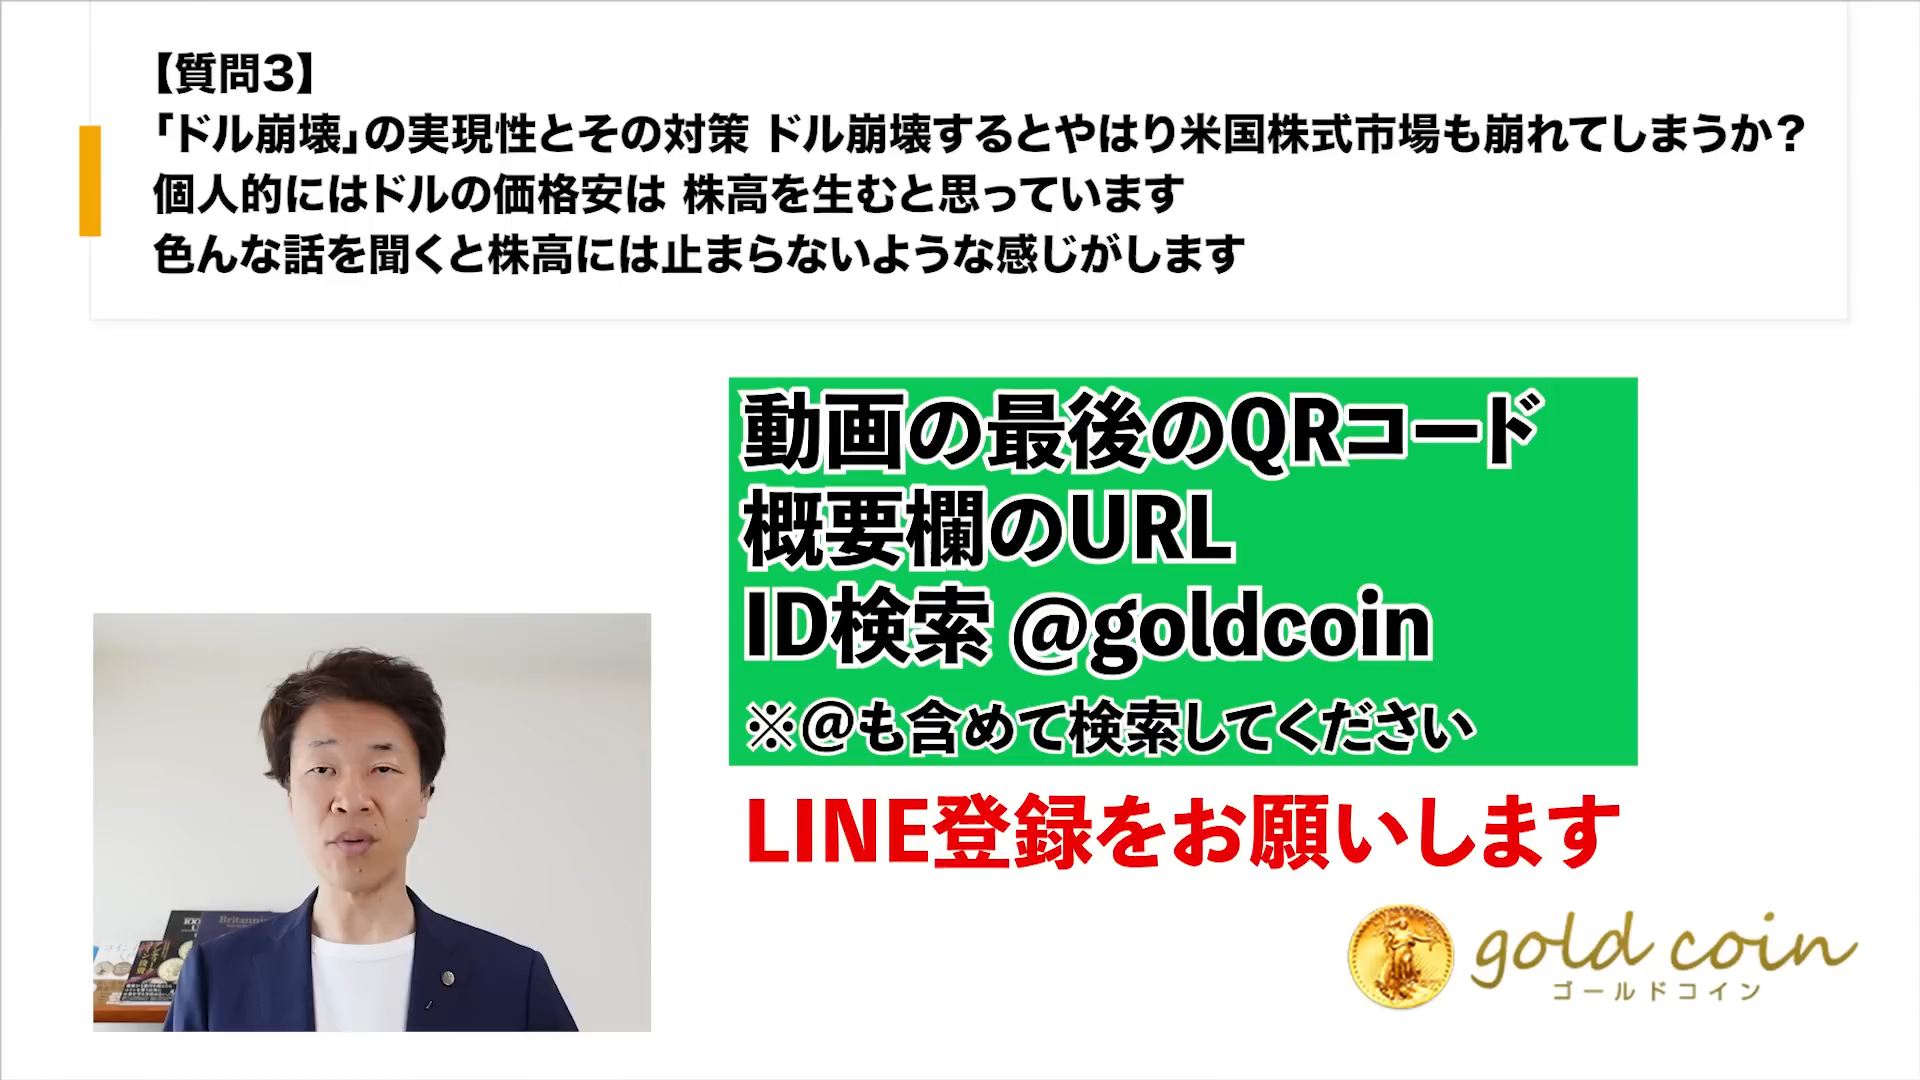 【質問3】
「ドル崩壊」の実現性とその対策 ドル崩壊するとやはり米国株式市場も崩れてしまうか？
個人的にはドルの価格安は 株高を生むと思っています
色んな話を聞くと株高には止まらないような感じがします
動画の最後のQRコード
概要欄のURL
ID検索 @goldcoin
※@も含めて検索してください
LINE登録をお願いします
gold coin
ゴールドコイン